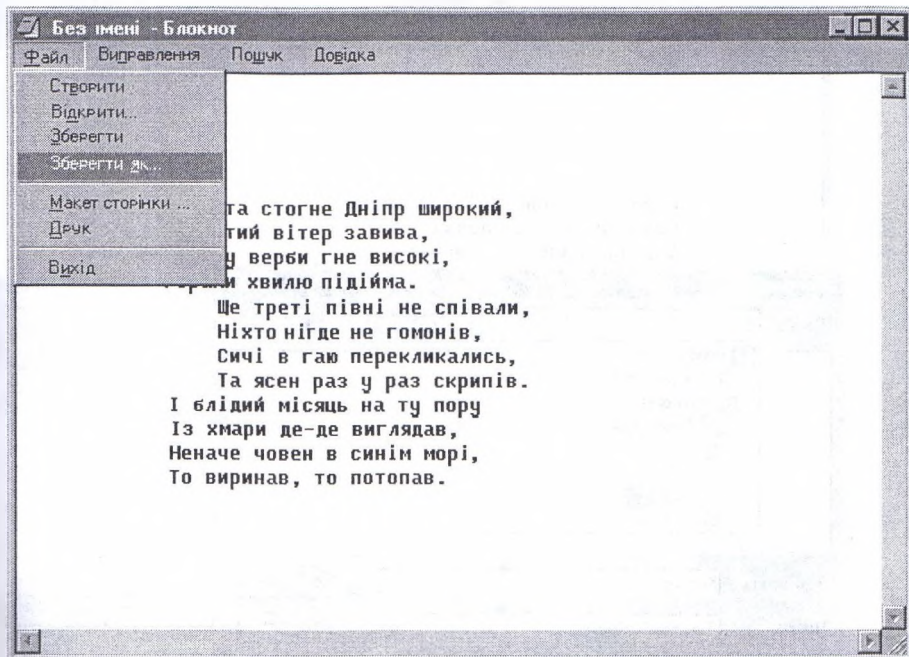 Без імені - Блокнот
Файл Виправлення Пошук Довідка
Створити
Відкрити...
Зберегти
Зберегти як...
Макет сторінки ...
Друк
Вихід
та стогне Дніпр широкий,
тий вітер завива,
у верби гне високі,
и хвилю підійма.
Ще треті півні не співали,
Ніхто нігде не гомонів,
Сичі в гаю перекликались,
Та ясен раз у раз скрипів.
І блідий місяць на ту пору
Із хмари де-де виглядав,
Неначе човен в синім морі,
То виринав, то потопав.